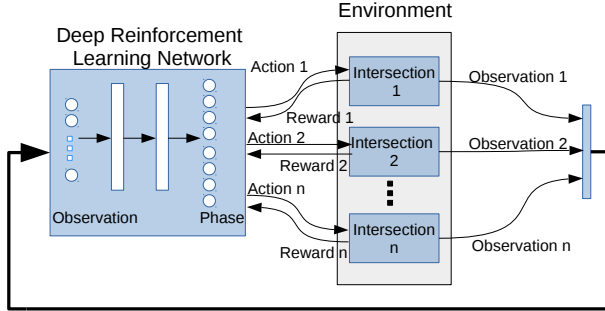 Environment
Deep Reinforcement
Learning Network
Action 1
Intersection
1
Observation 1
Reward 1
Action 2
Intersection
2
Observation 2
Reward 2
Action n
Observation
Phase
Intersection
n
Reward n
Observation n